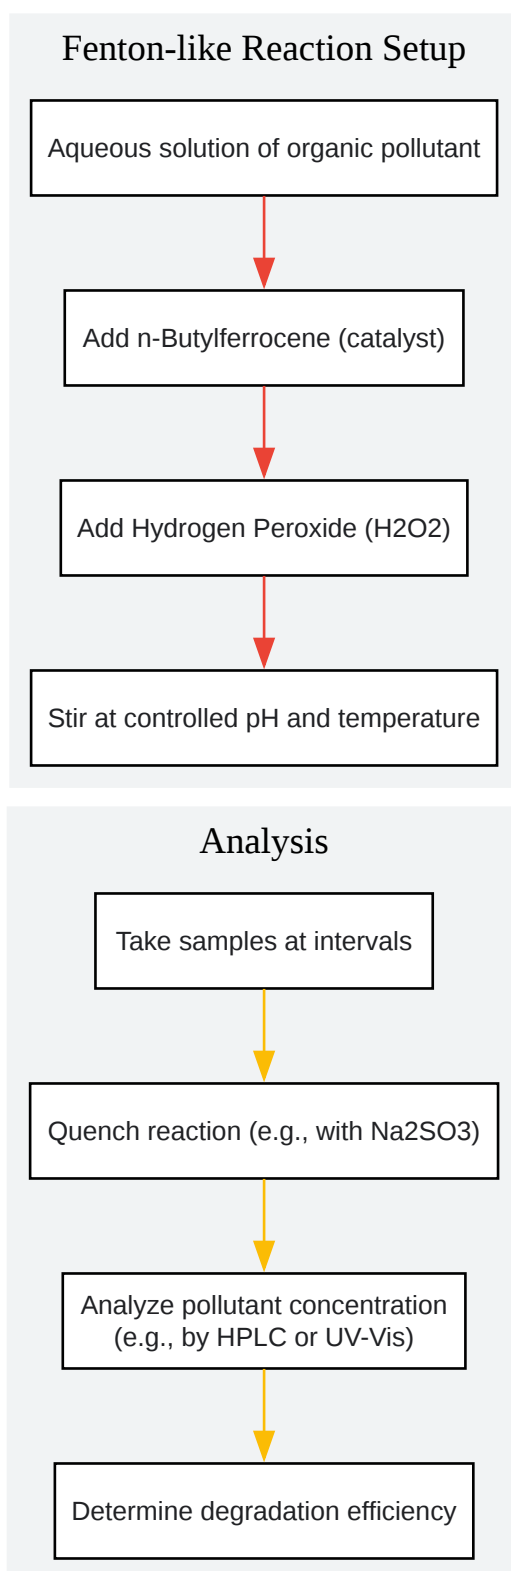 Fenton-like Reaction Setup
Aqueous solution of organic pollutant
Add n-Butylferrocene (catalyst)
Add Hydrogen Peroxide (H2O2)
Stir at controlled pH and temperature
Analysis
Take samples at intervals
Quench reaction (e.g., with Na2SO3)
Analyze pollutant concentration
(e.g., by HPLC or UV-Vis)
Determine degradation efficiency